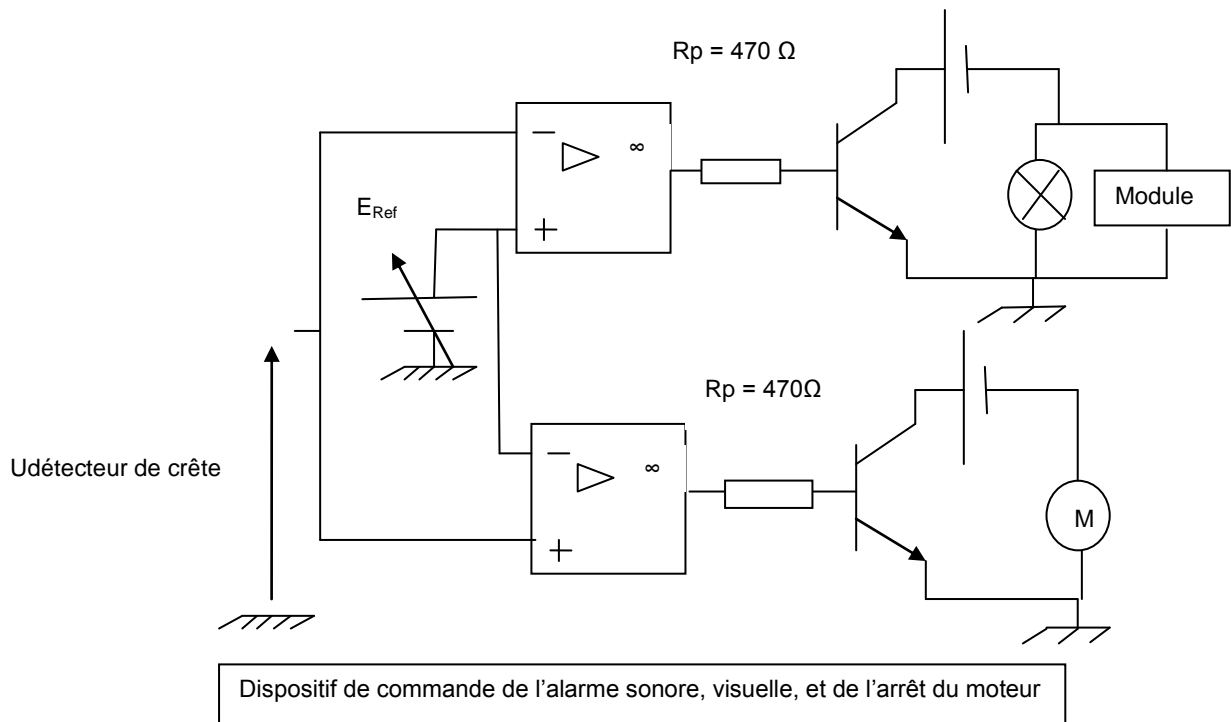 Rp = 470 Ω
− ∞
Module
E_Ref
+
Rp = 470Ω
− ∞
Udétecteur de crête
M
+
Dispositif de commande de l’alarme sonore, visuelle, et de l’arrêt du moteur